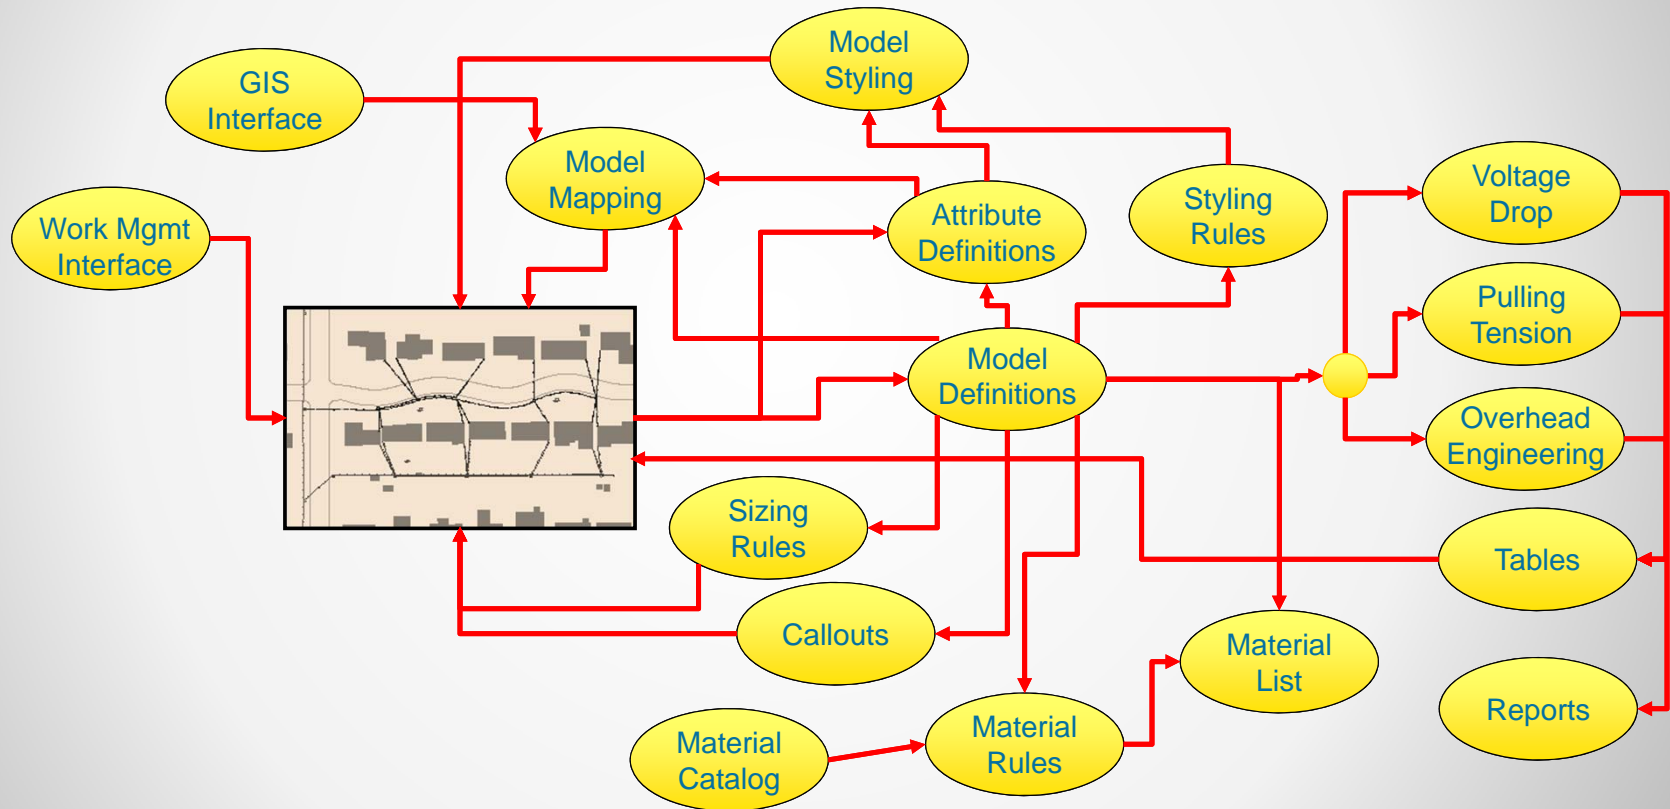 Model
Styling
GIS
Interface
Model
Mapping
Voltage
Drop
Attribute
Definitions
Styling
Rules
Work Mgmt
Interface
Pulling
Tension
Model
Definitions
Overhead
Engineering
Sizing
Rules
Tables
Callouts
Material
List
Reports
Material
Catalog
Material
Rules